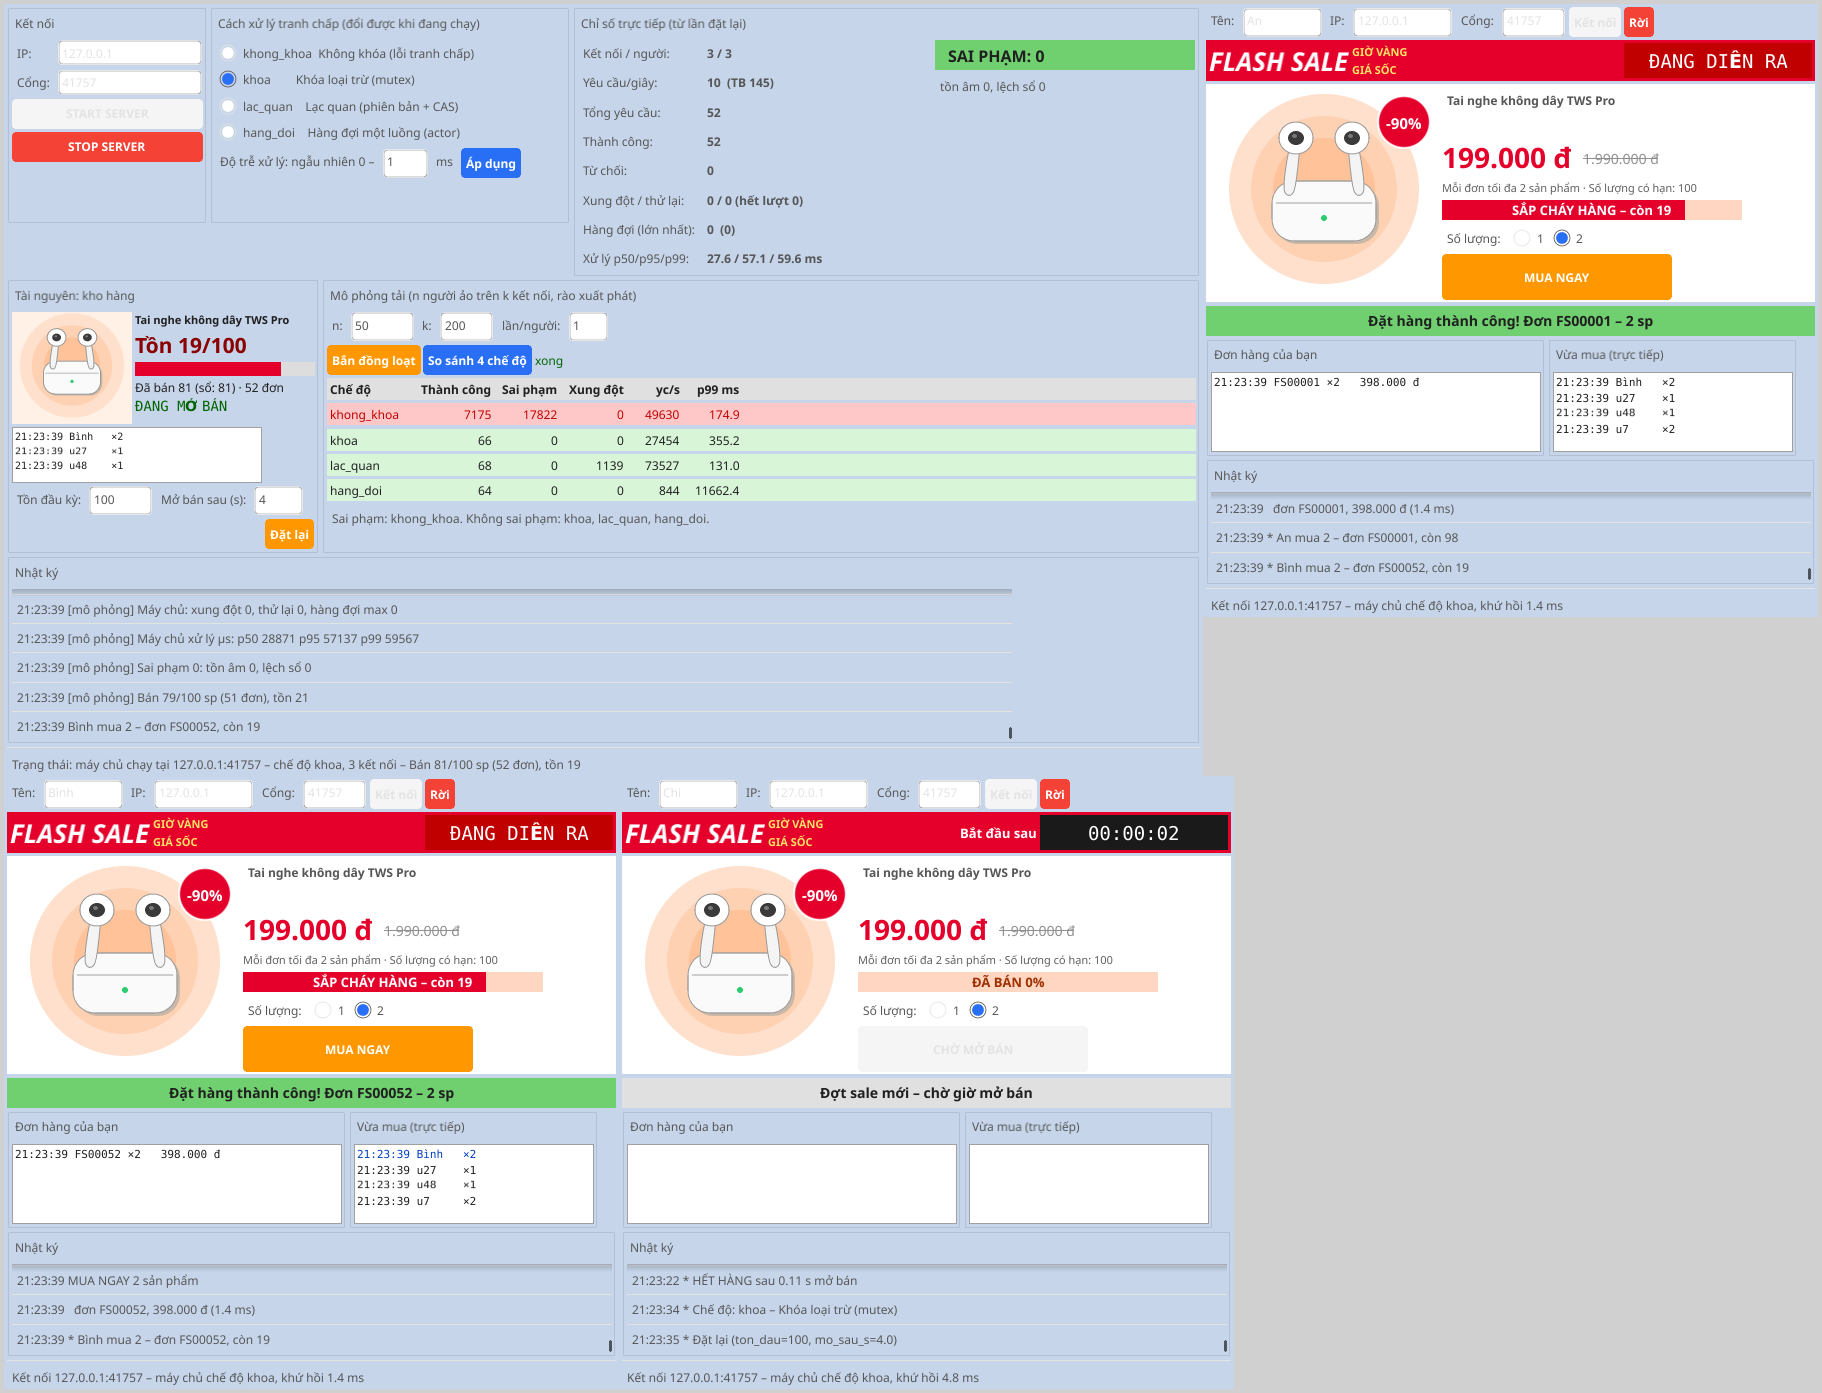 Kết nối
IP: 127.0.0.1
Cổng: 41757
START SERVER
STOP SERVER
Cách xử lý tranh chấp (đổi được khi đang chạy)
khong_khoa Không khóa (lỗi tranh chấp)
khoa Khóa loại trừ (mutex)
lac_quan Lạc quan (phiên bản + CAS)
hang_doi Hàng đợi một luồng (actor)
Độ trễ xử lý: ngẫu nhiên 0 – 1 ms Áp dụng
Chỉ số trực tiếp (từ lần đặt lại)
Kết nối / người: 3 / 3
Yêu cầu/giây: 10 (TB 145)
Tổng yêu cầu: 52
Thành công: 52
Từ chối: 0
Xung đột / thử lại: 0 / 0 (hết lượt 0)
Hàng đợi (lớn nhất): 0 (0)
Xử lý p50/p95/p99: 27.6 / 57.1 / 59.6 ms
SAI PHẠM: 0
tồn âm 0, lệch sổ 0
Tài nguyên: kho hàng
Tai nghe không dây TWS Pro
Tồn 19/100
Đã bán 81 (sổ: 81) · 52 đơn
ĐANG MỞ BÁN
21:23:39 Bình ×2
21:23:39 u27 ×1
21:23:39 u48 ×1
Tồn đầu kỳ: 100 Mở bán sau (s): 4
Đặt lại
Mô phỏng tải (n người ảo trên k kết nối, rào xuất phát)
n: 50 k: 200 lần/người: 1
Bắn đồng loạt So sánh 4 chế độ xong
Chế độ Thành công Sai phạm Xung đột yc/s p99 ms
khong_khoa 7175 17822 0 49630 174.9
khoa 66 0 0 27454 355.2
lac_quan 68 0 1139 73527 131.0
hang_doi 64 0 0 844 11662.4
Sai phạm: khong_khoa. Không sai phạm: khoa, lac_quan, hang_doi.
Nhật ký
21:23:39 [mô phỏng] Máy chủ: xung đột 0, thử lại 0, hàng đợi max 0
21:23:39 [mô phỏng] Máy chủ xử lý µs: p50 28871 p95 57137 p99 59567
21:23:39 [mô phỏng] Sai phạm 0: tồn âm 0, lệch sổ 0
21:23:39 [mô phỏng] Bán 79/100 sp (51 đơn), tồn 21
21:23:39 Bình mua 2 – đơn FS00052, còn 19
Trạng thái: máy chủ chạy tại 127.0.0.1:41757 – chế độ khoa, 3 kết nối – Bán 81/100 sp (52 đơn), tồn 19
Tên: An IP: 127.0.0.1 Cổng: 41757 Kết nối Rời
FLASH SALE
GIỜ VÀNG
GIÁ SỐC
ĐANG DIỄN RA
-90%
Tai nghe không dây TWS Pro
199.000 đ 1.990.000 đ
Mỗi đơn tối đa 2 sản phẩm · Số lượng có hạn: 100
SẮP CHÁY HÀNG – còn 19
Số lượng: 1 2
MUA NGAY
Đặt hàng thành công! Đơn FS00001 – 2 sp
Đơn hàng của bạn
21:23:39 FS00001 ×2 398.000 đ
Vừa mua (trực tiếp)
21:23:39 Bình ×2
21:23:39 u27 ×1
21:23:39 u48 ×1
21:23:39 u7 ×2
Nhật ký
21:23:39 đơn FS00001, 398.000 đ (1.4 ms)
21:23:39 * An mua 2 – đơn FS00001, còn 98
21:23:39 * Bình mua 2 – đơn FS00052, còn 19
Kết nối 127.0.0.1:41757 – máy chủ chế độ khoa, khứ hồi 1.4 ms
Tên: Bình IP: 127.0.0.1 Cổng: 41757 Kết nối Rời
FLASH SALE
GIỜ VÀNG
GIÁ SỐC
ĐANG DIỄN RA
-90%
Tai nghe không dây TWS Pro
199.000 đ 1.990.000 đ
Mỗi đơn tối đa 2 sản phẩm · Số lượng có hạn: 100
SẮP CHÁY HÀNG – còn 19
Số lượng: 1 2
MUA NGAY
Đặt hàng thành công! Đơn FS00052 – 2 sp
Đơn hàng của bạn
21:23:39 FS00052 ×2 398.000 đ
Vừa mua (trực tiếp)
21:23:39 Bình ×2
21:23:39 u27 ×1
21:23:39 u48 ×1
21:23:39 u7 ×2
Nhật ký
21:23:39 MUA NGAY 2 sản phẩm
21:23:39 đơn FS00052, 398.000 đ (1.4 ms)
21:23:39 * Bình mua 2 – đơn FS00052, còn 19
Kết nối 127.0.0.1:41757 – máy chủ chế độ khoa, khứ hồi 1.4 ms
Tên: Chi IP: 127.0.0.1 Cổng: 41757 Kết nối Rời
FLASH SALE
GIỜ VÀNG
GIÁ SỐC
Bắt đầu sau 00:00:02
-90%
Tai nghe không dây TWS Pro
199.000 đ 1.990.000 đ
Mỗi đơn tối đa 2 sản phẩm · Số lượng có hạn: 100
ĐÃ BÁN 0%
Số lượng: 1 2
CHỜ MỞ BÁN
Đợt sale mới – chờ giờ mở bán
Đơn hàng của bạn
Vừa mua (trực tiếp)
Nhật ký
21:23:22 * HẾT HÀNG sau 0.11 s mở bán
21:23:34 * Chế độ: khoa – Khóa loại trừ (mutex)
21:23:35 * Đặt lại (ton_dau=100, mo_sau_s=4.0)
Kết nối 127.0.0.1:41757 – máy chủ chế độ khoa, khứ hồi 4.8 ms